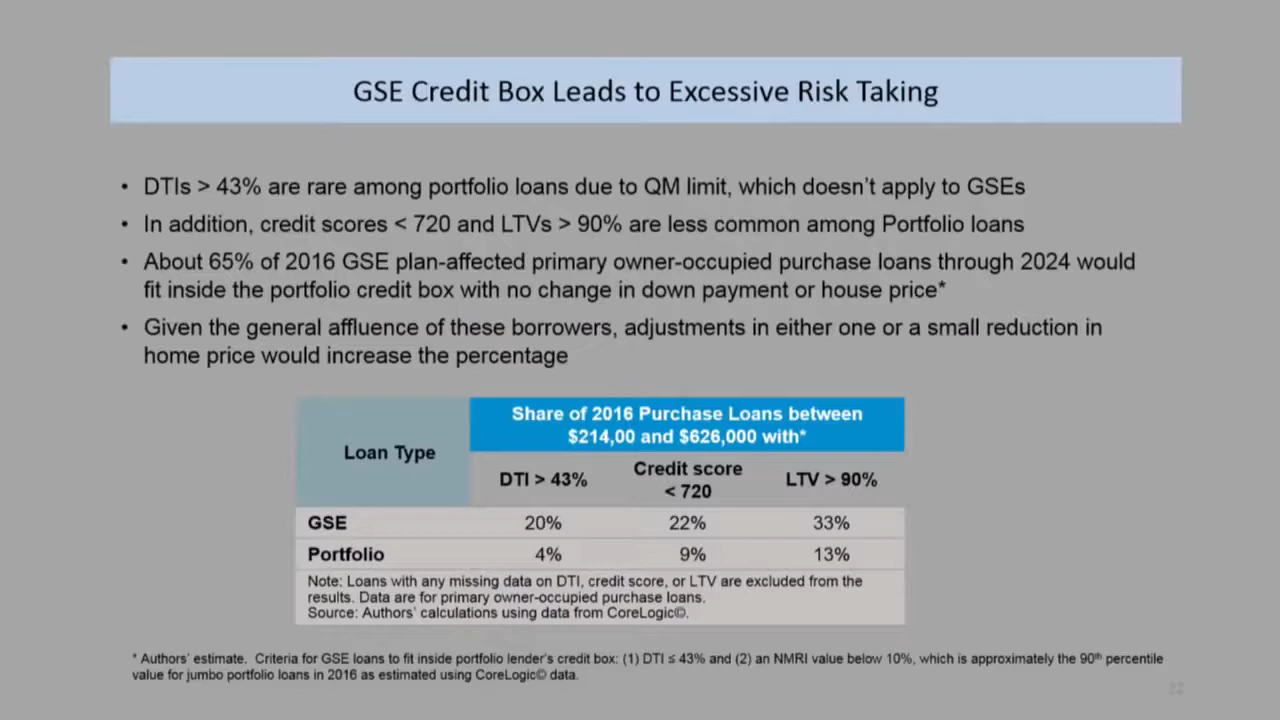 GSE Credit Box Leads to Excessive Risk Taking
• DTIs > 43% are rare among portfolio loans due to QM limit, which doesn't apply to GSEs
• In addition, credit scores < 720 and LTVs > 90% are less common among Portfolio loans
• About 65% of 2016 GSE plan-affected primary owner-occupied purchase loans through 2024 would
fit inside the portfolio credit box with no change in down payment or house price*
• Given the general affluence of these borrowers, adjustments in either one or a small reduction in
home price would increase the percentage
Loan Type
Share of 2016 Purchase Loans between
$214,00 and $626,000 with*
DTI > 43%
Credit score
< 720
LTV > 90%
GSE 20% 22% 33%
Portfolio 4% 9% 13%
Note: Loans with any missing data on DTI, credit score, or LTV are excluded from the
results. Data are for primary owner-occupied purchase loans.
Source: Authors' calculations using data from CoreLogic©.
* Authors' estimate. Criteria for GSE loans to fit inside portfolio lender's credit box: (1) DTI ≤ 43% and (2) an NMRI value below 10%, which is approximately the 90th percentile
value for jumbo portfolio loans in 2016 as estimated using CoreLogic© data.